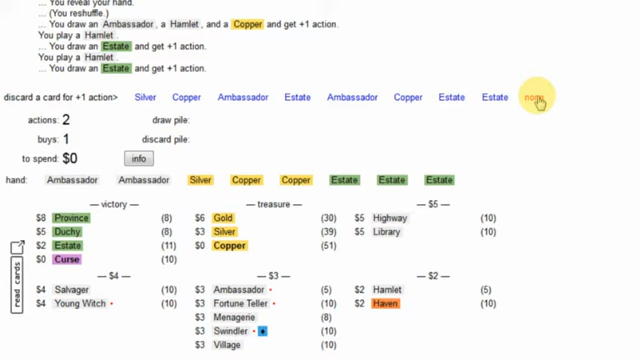 ... You reveal your hand.
... (You reshuffle.)
... You draw an Ambassador, a Hamlet, and a Copper and get +1 action.
You play a Hamlet.
... You draw an Estate and get +1 action.
You play a Hamlet.
... You draw an Estate and get +1 action.
discard a card for +1 action> Silver Copper Ambassador Estate Ambassador Copper Estate Estate none
actions: 2 draw pile:
buys: 1 discard pile:
to spend: $0 info
hand: Ambassador Ambassador Silver Copper Copper Estate Estate Estate
— victory — — treasure — — $5 —
$8 Province (8) $6 Gold (30) $5 Highway (10)
$5 Duchy (8) $3 Silver (39) $5 Library (10)
$2 Estate (11) $0 Copper (51)
$0 Curse (10)
— $4 — — $3 — — $2 —
$4 Salvager (10) $3 Ambassador (5) $2 Hamlet (5)
$4 Young Witch (10) $3 Fortune Teller (10) $2 Haven (10)
$3 Menagerie (8)
$3 Swindler (10)
$3 Village (10)
read cards